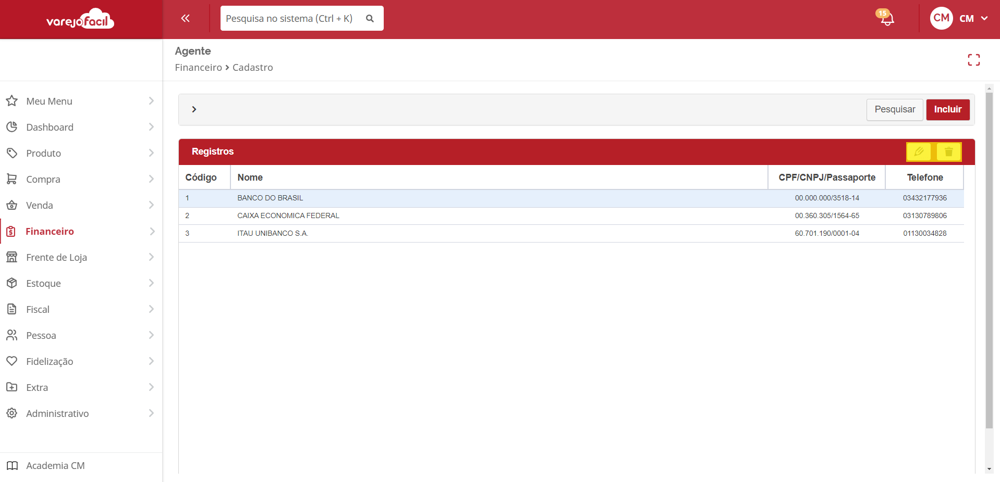 varejofacil
Pesquisa no sistema (Ctrl + K)
15
CM
CM
Agente
Financeiro > Cadastro
Meu Menu
Dashboard
Produto
Compra
Venda
Financeiro
Frente de Loja
Estoque
Fiscal
Pessoa
Fidelização
Extra
Administrativo
Academia CM
Pesquisar
Incluir
Registros
Código Nome CPF/CNPJ/Passaporte Telefone
1 BANCO DO BRASIL 00.000.000/3518-14 03432177936
2 CAIXA ECONOMICA FEDERAL 00.360.305/1564-65 03130789806
3 ITAU UNIBANCO S.A. 60.701.190/0001-04 01130034828